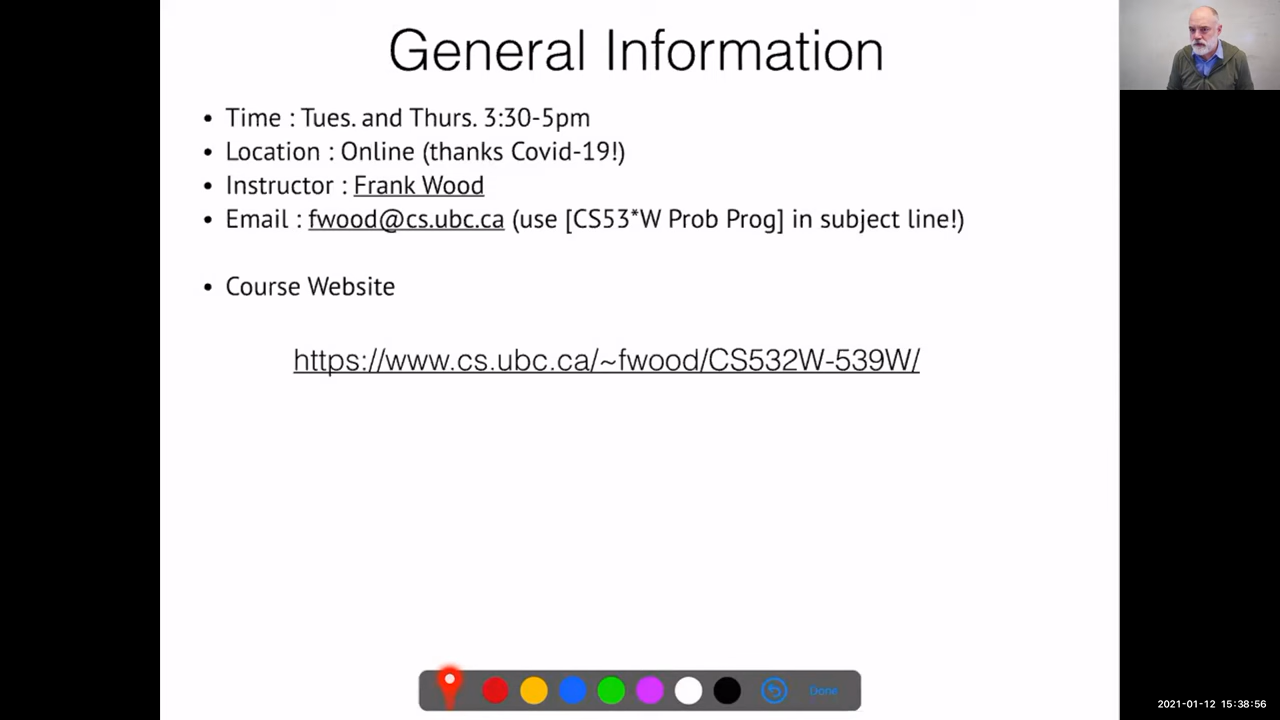 General Information
• Time : Tues. and Thurs. 3:30-5pm
• Location : Online (thanks Covid-19!)
• Instructor : Frank Wood
• Email : fwood@cs.ubc.ca (use [CS53*W Prob Prog] in subject line!)
• Course Website
https://www.cs.ubc.ca/~fwood/CS532W-539W/
Done
2021-01-12 15:38:56